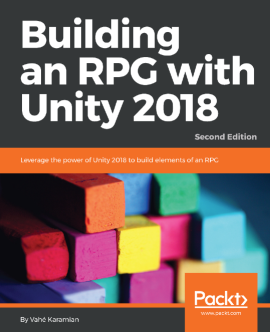 Building
an RPG with
Unity 2018
Second Edition
Leverage the power of Unity 2018 to build elements of an RPG
By Vahé Karamian
Packt>
www.packt.com